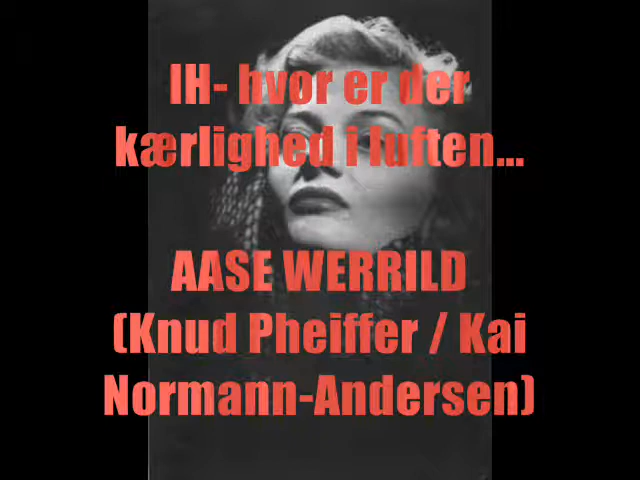 IH- hvor er der
kærlighed i luften...
AASE WERRILD
(Knud Pheiffer / Kai
Normann-Andersen)